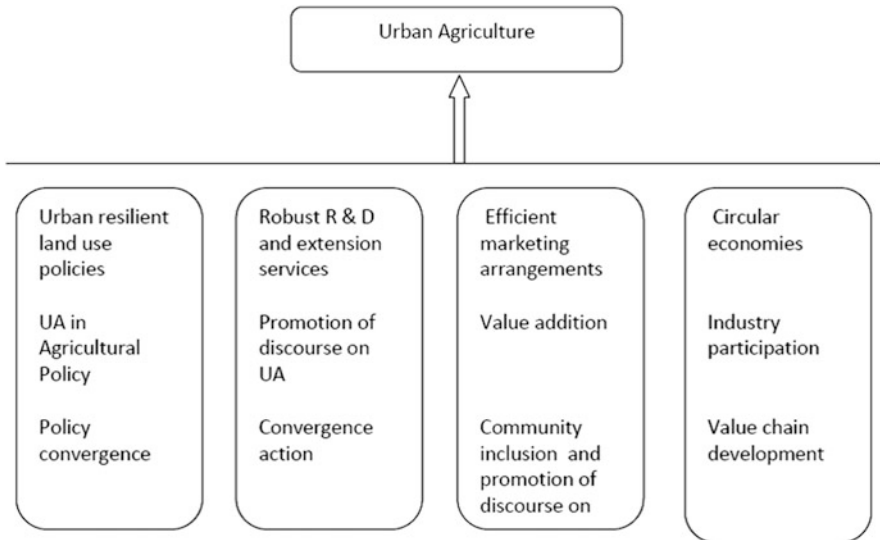 Urban Agriculture
Urban resilient
land use
policies
UA in
Agricultural
Policy
Policy
convergence
Robust R & D
and extension
services
Promotion of
discourse on
UA
Convergence
action
Efficient
marketing
arrangements
Value addition
Community
inclusion and
promotion of
discourse on
Circular
economies
Industry
participation
Value chain
development